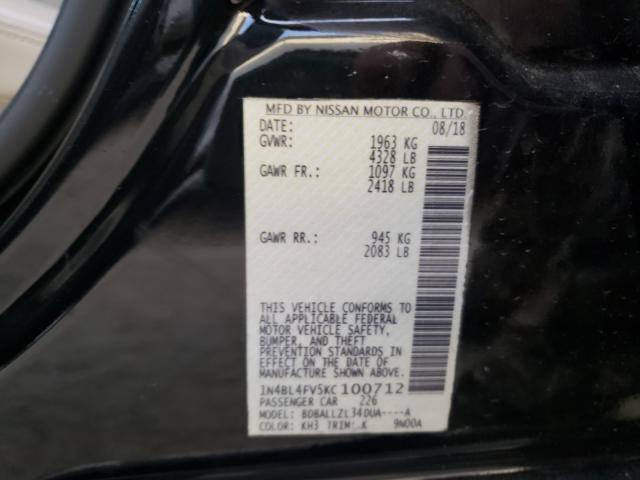 MFD BY NISSAN MOTOR CO., LTD.
DATE: 08/18
GVWR: 1963 KG
4328 LB
GAWR FR.: 1097 KG
2418 LB
GAWR RR.: 945 KG
2083 LB
THIS VEHICLE CONFORMS TO
ALL APPLICABLE FEDERAL
MOTOR VEHICLE SAFETY,
BUMPER, AND THEFT
PREVENTION STANDARDS IN
EFFECT ON THE DATE OF
MANUFACTURE ABOVE.
1N4BL4FV5KC100712
PASSENGER CAR 226
MODEL: BDBALLZL34DUA----A
COLOR: KH3 TRIM: K 9N00A